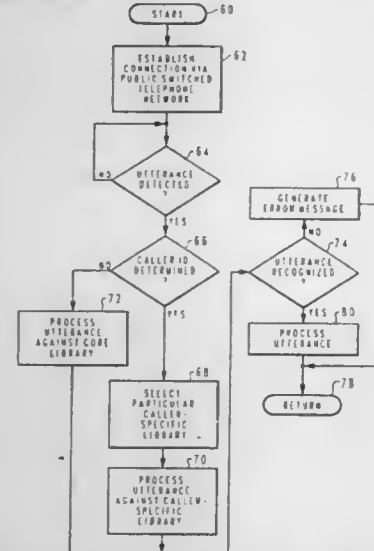 START
60
ESTABLISH
CONNECTION VIA
PUBLIC SWITCHED
TELEPHONE
NETWORK
62
64
NO
UTTERANCE
DETECTED
?
YES
66
NO
CALLER ID
DETERMINED
?
YES
72
PROCESS
UTTERANCE
AGAINST CORE
LIBRARY
68
SELECT
PARTICULAR
CALLER-
SPECIFIC
LIBRARY
70
PROCESS
UTTERANCE
AGAINST CALLER-
SPECIFIC
LIBRARY
76
GENERATE
ERROR MESSAGE
NO
74
UTTERANCE
RECOGNIZED
?
YES
80
PROCESS
UTTERANCE
78
RETURN